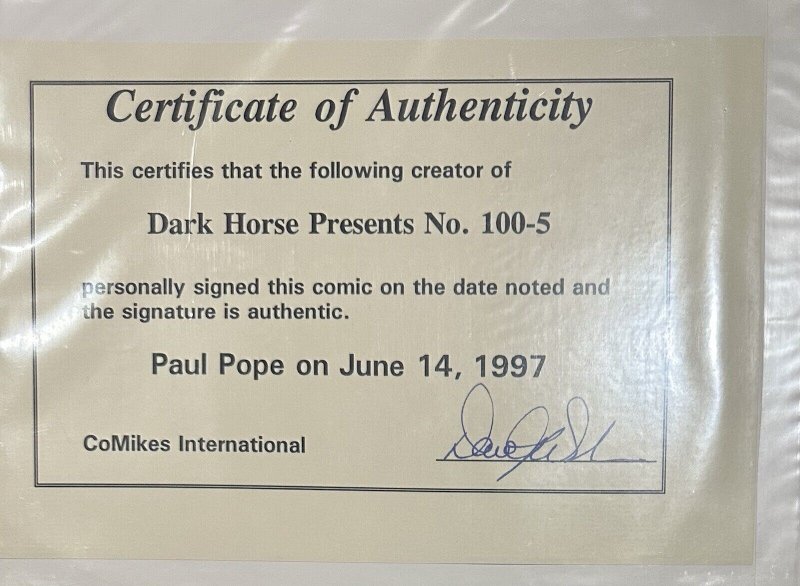 Certificate of Authenticity
This certifies that the following creator of
Dark Horse Presents No. 100-5
personally signed this comic on the date noted and
the signature is authentic.
Paul Pope on June 14, 1997
CoMikes International